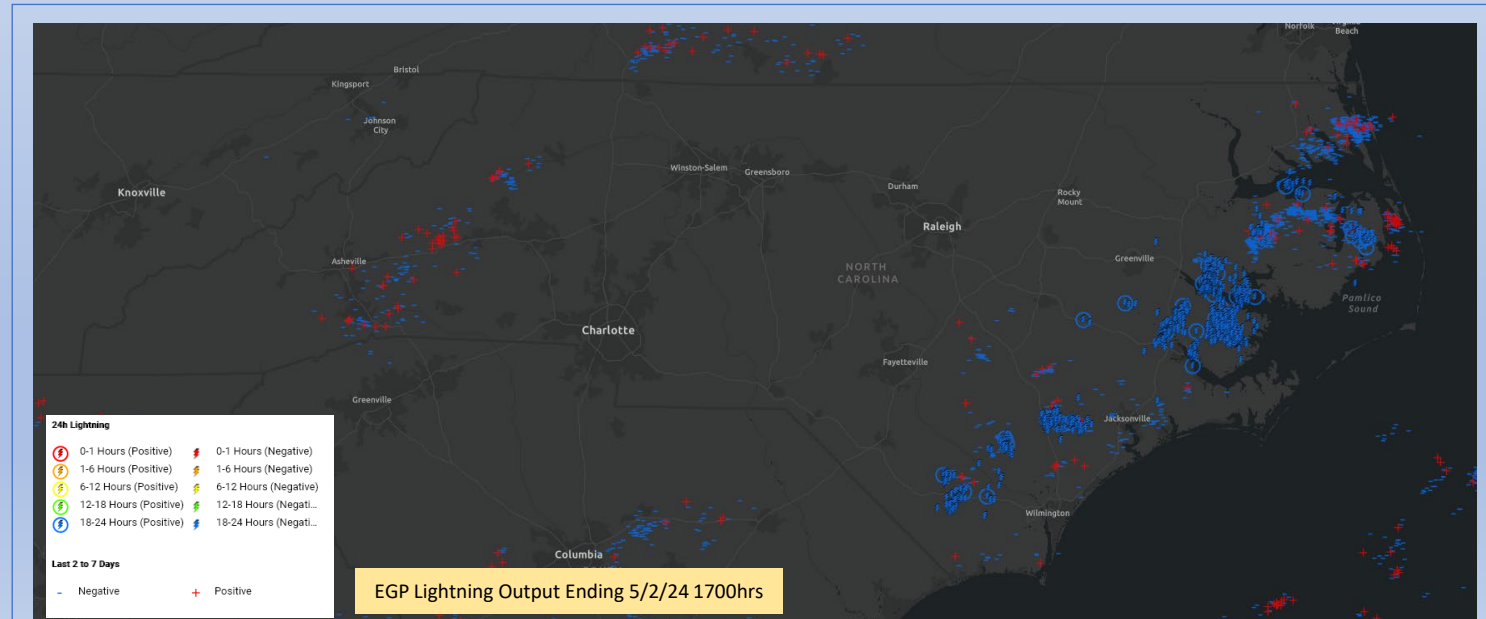 Norfolk
Beach
Bristol
Kingsport
Johnson
City
Winston-Salem
Greensboro
Knoxville
Durham
Rocky
Mount
Raleigh
Asheville
NORTH
CAROLINA
Greenville
Pamlico
Sound
Charlotte
Fayetteville
Greenville
Jacksonville
Wilmington
Columbia
24h Lightning
0-1 Hours (Positive) 0-1 Hours (Negative)
1-6 Hours (Positive) 1-6 Hours (Negative)
6-12 Hours (Positive) 6-12 Hours (Negative)
12-18 Hours (Positive) 12-18 Hours (Negati...
18-24 Hours (Positive) 18-24 Hours (Negati...
Last 2 to 7 Days
- Negative + Positive
EGP Lightning Output Ending 5/2/24 1700hrs